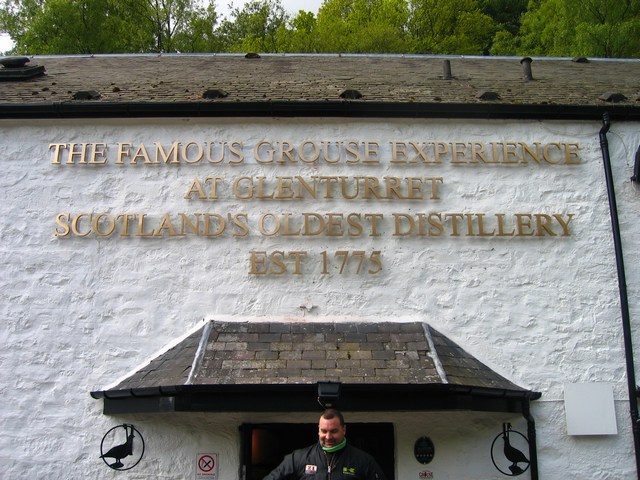 THE FAMOUS GROUSE EXPERIENCE
AT GLENTURRET
SCOTLAND'S OLDEST DISTILLERY
EST 1775